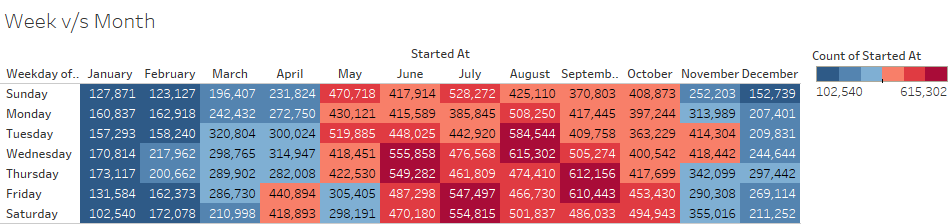 Week v/s Month
Started At
Count of Started At
Weekday of.. January February March April May June July August Septemb.. October November December
102,540 615,302
Sunday 127,871 123,127 196,407 231,824 470,718 417,914 528,272 425,110 370,803 408,873 252,203 152,739
Monday 160,837 162,918 242,432 272,750 430,121 415,589 385,845 508,250 417,445 397,244 313,989 207,401
Tuesday 157,293 158,240 320,804 300,024 519,885 448,025 442,920 584,544 409,758 363,229 414,304 209,831
Wednesday 170,814 217,962 298,765 314,947 418,451 555,858 476,568 615,302 505,274 400,542 418,442 244,644
Thursday 173,117 200,662 289,902 282,008 422,530 549,282 461,809 474,410 612,156 417,699 342,099 297,442
Friday 131,584 162,373 286,730 440,894 305,405 487,298 547,497 466,730 610,443 453,430 290,308 269,114
Saturday 102,540 172,078 210,998 418,893 298,191 470,180 554,815 501,837 486,033 494,943 355,016 211,252